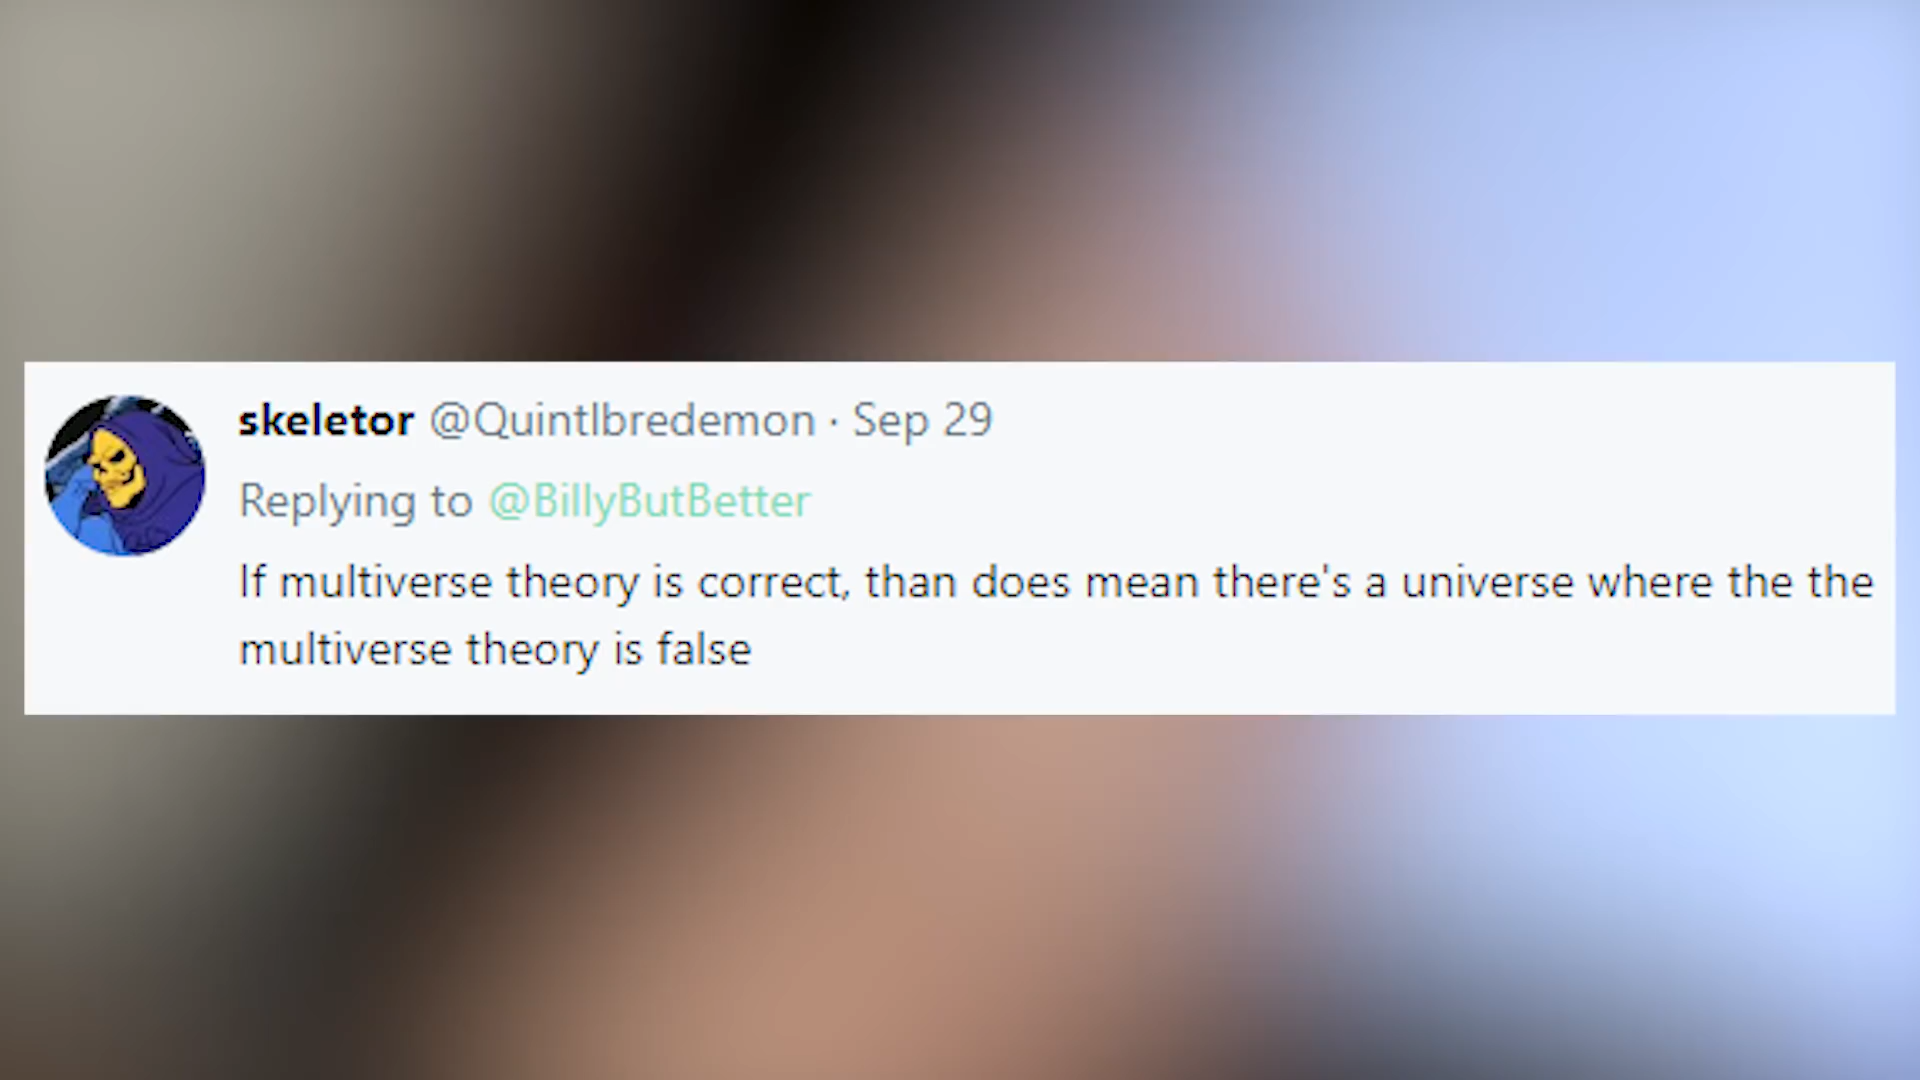 skeletor @Quintlbredemon · Sep 29
Replying to @BillyButBetter
If multiverse theory is correct, than does mean there's a universe where the the
multiverse theory is false